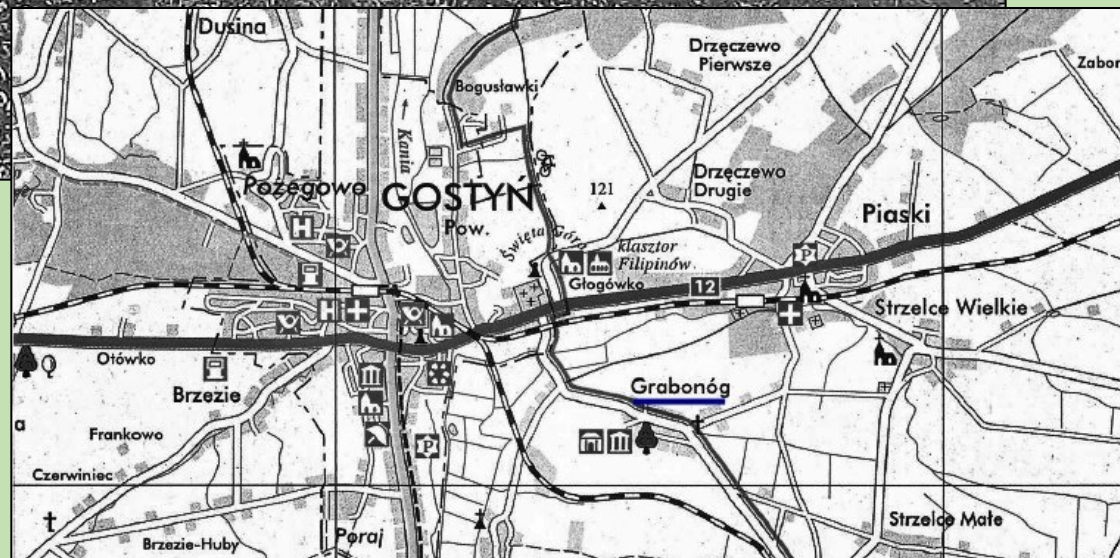 Dusina
Drzęczewo
Pierwsze
Zabor
Bogusławki
Kania
Pożegowo
GOSTYŃ
Pow.
121
Drzęczewo
Drugie
Piaski
Święta Góra
klasztor
Filipinów
Głogówko
H
P
12
H
i
Strzelce Wielkie
Otówko
Brzezie
Grabonóg
a
Frankowo
P
Czerwiniec
Brzezie-Huby
Poraj
Strzelce Małe